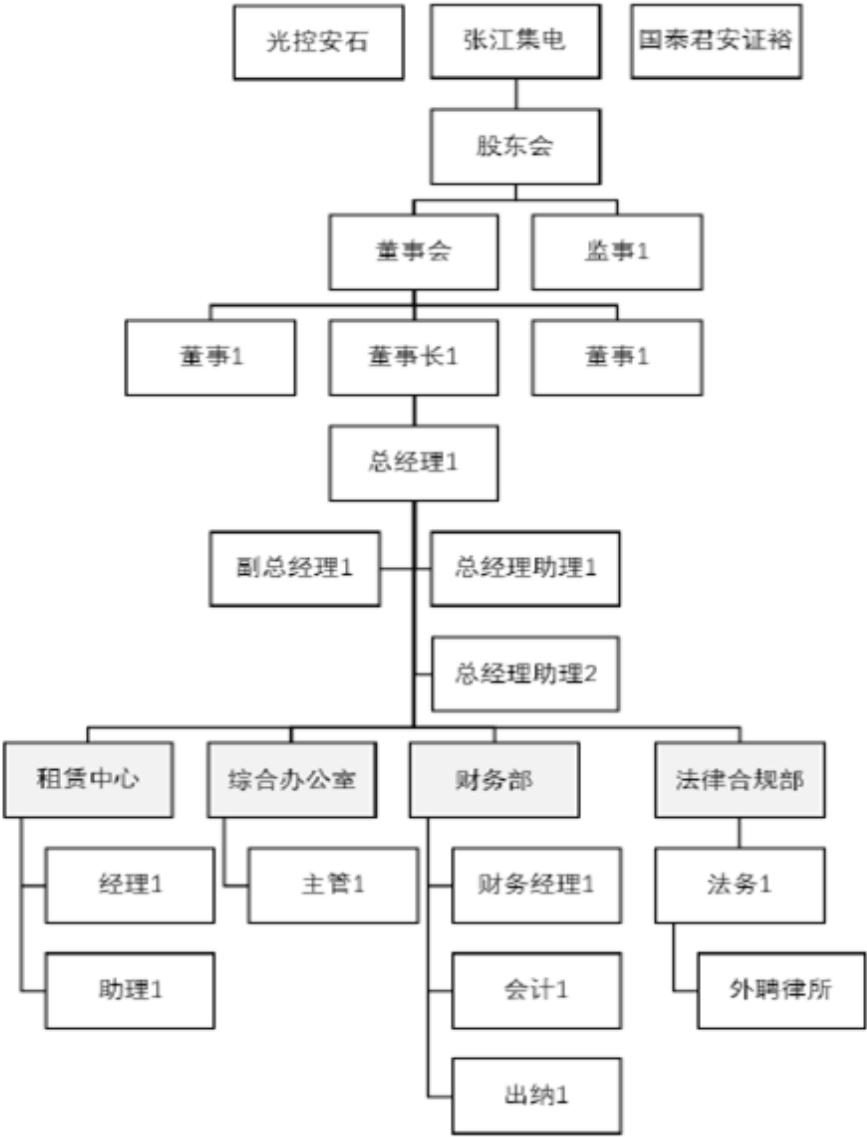 光控安石
张江集电
国泰君安证裕
股东会
董事会
监事1
董事1
董事长1
董事1
总经理1
副总经理1
总经理助理1
总经理助理2
租赁中心
综合办公室
财务部
法律合规部
经理1
主管1
财务经理1
法务1
助理1
会计1
外聘律所
出纳1